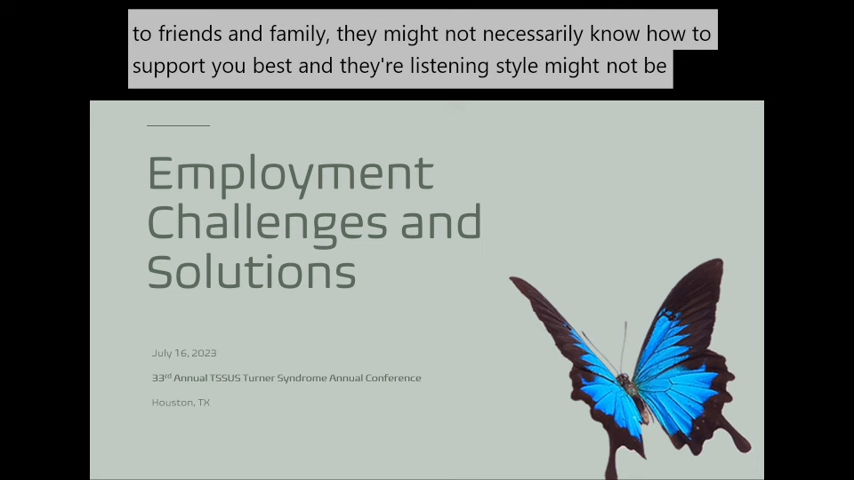 to friends and family, they might not necessarily know how to
support you best and they're listening style might not be
Employment
Challenges and
Solutions
July 16, 2023
33rd Annual TSSUS Turner Syndrome Annual Conference
Houston, TX